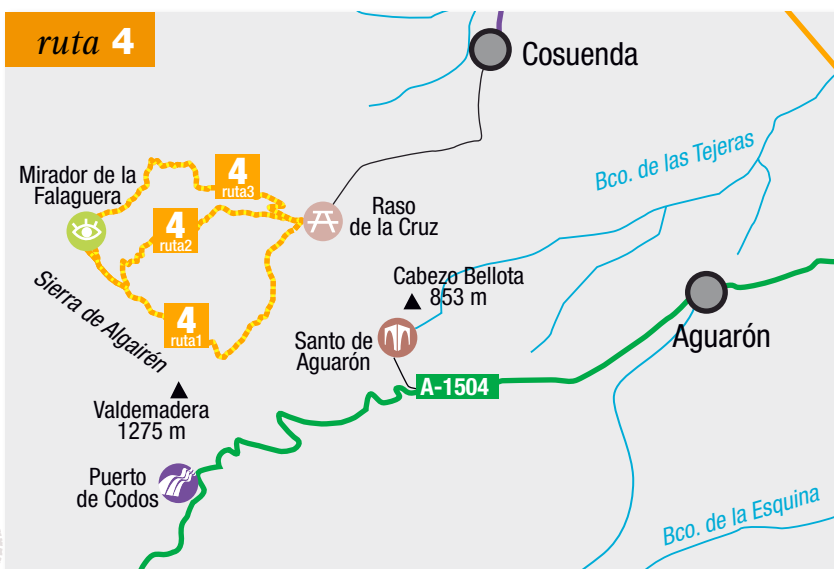 ruta 4
Cosuenda
Bco. de las Tejeras
Mirador de la
Falaguera
4
ruta3
4
ruta2
Raso
de la Cruz
Sierra de Algairén
4
ruta1
Cabezo Bellota
853 m
Santo de
Aguarón
Aguarón
A-1504
Valdemadera
1275 m
Puerto
de Codos
Bco. de la Esquina